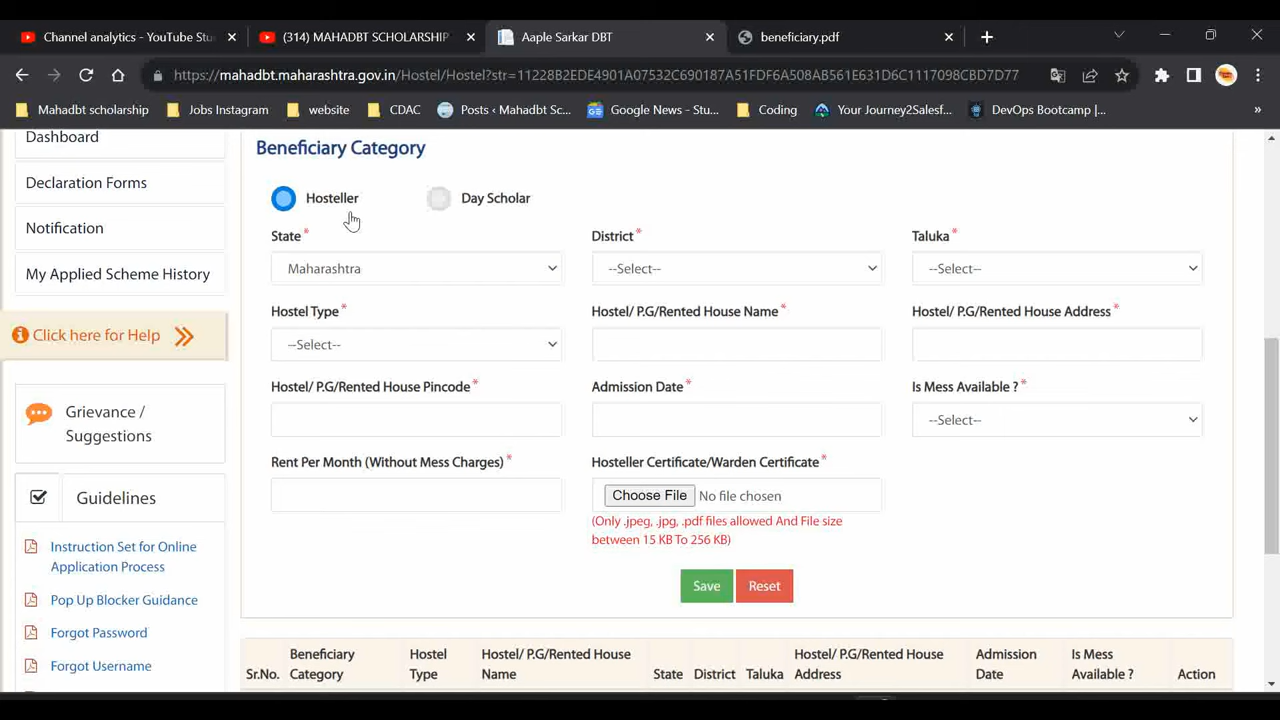 Channel analytics - YouTube Stu
(314) MAHADBT SCHOLARSHIP
Aaple Sarkar DBT
beneficiary.pdf
https://mahadbt.maharashtra.gov.in/Hostel/Hostel?str=11228B2EDE4901A07532C690187A51FDF6A508AB561E631D6C1117098CBD7D77
Mahadbt scholarship
Jobs Instagram
website
CDAC
Posts ‹ Mahadbt Sc...
Google News - Stu...
Coding
Your Journey2Salesf...
DevOps Bootcamp |...
»
Dashboard
Declaration Forms
Notification
My Applied Scheme History
Click here for Help
Grievance /
Suggestions
Guidelines
Instruction Set for Online
Application Process
Pop Up Blocker Guidance
Forgot Password
Forgot Username
Beneficiary Category
Hosteller
Day Scholar
State *
District *
Taluka *
Maharashtra
--Select--
--Select--
Hostel Type *
Hostel/ P.G/Rented House Name *
Hostel/ P.G/Rented House Address *
--Select--
Hostel/ P.G/Rented House Pincode *
Admission Date *
Is Mess Available ? *
--Select--
Rent Per Month (Without Mess Charges) *
Hosteller Certificate/Warden Certificate *
Choose File No file chosen
(Only .jpeg, .jpg, .pdf files allowed And File size
between 15 KB To 256 KB)
Save
Reset
Sr.No.
Beneficiary
Category
Hostel
Type
Hostel/ P.G/Rented House
Name
State
District
Taluka
Hostel/ P.G/Rented House
Address
Admission
Date
Is Mess
Available ?
Action